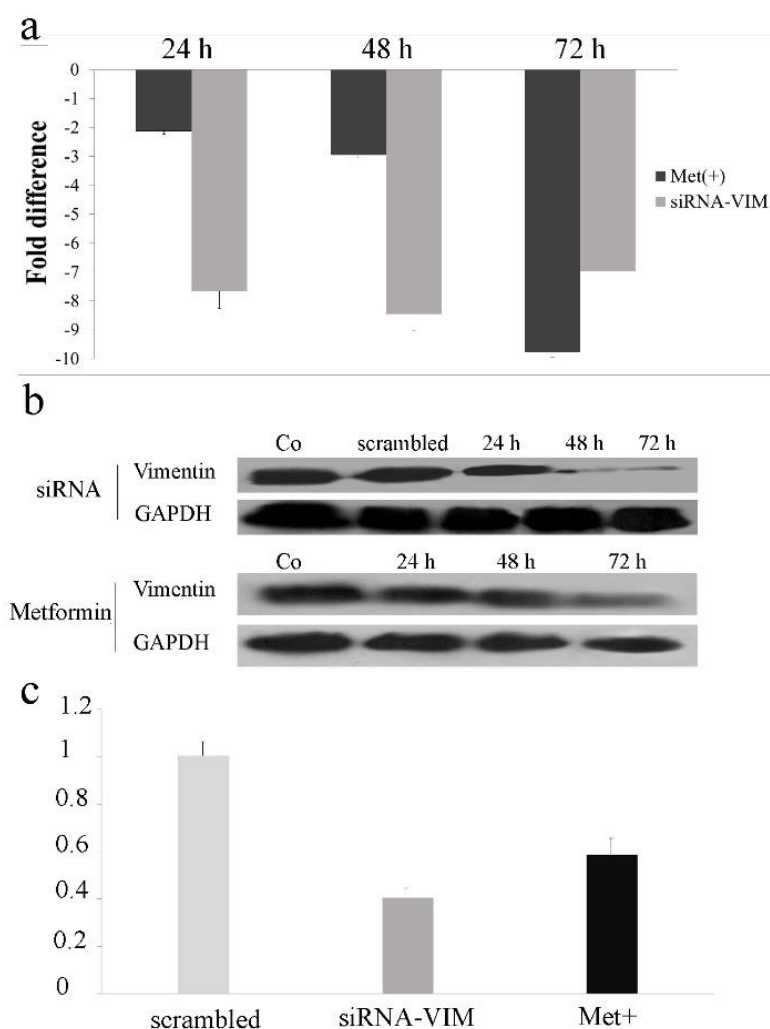 a
24 h 48 h 72 h
0
-1
-2
-3
-4
-5
-6
-7
-8
-9
-10
Fold difference
Met(+)
siRNA-VIM
b
Co scrambled 24 h 48 h 72 h
siRNA
Vimentin
GAPDH
Co 24 h 48 h 72 h
Metformin
Vimentin
GAPDH
c
1.2
1
0.8
0.6
0.4
0.2
0
scrambled siRNA-VIM Met+